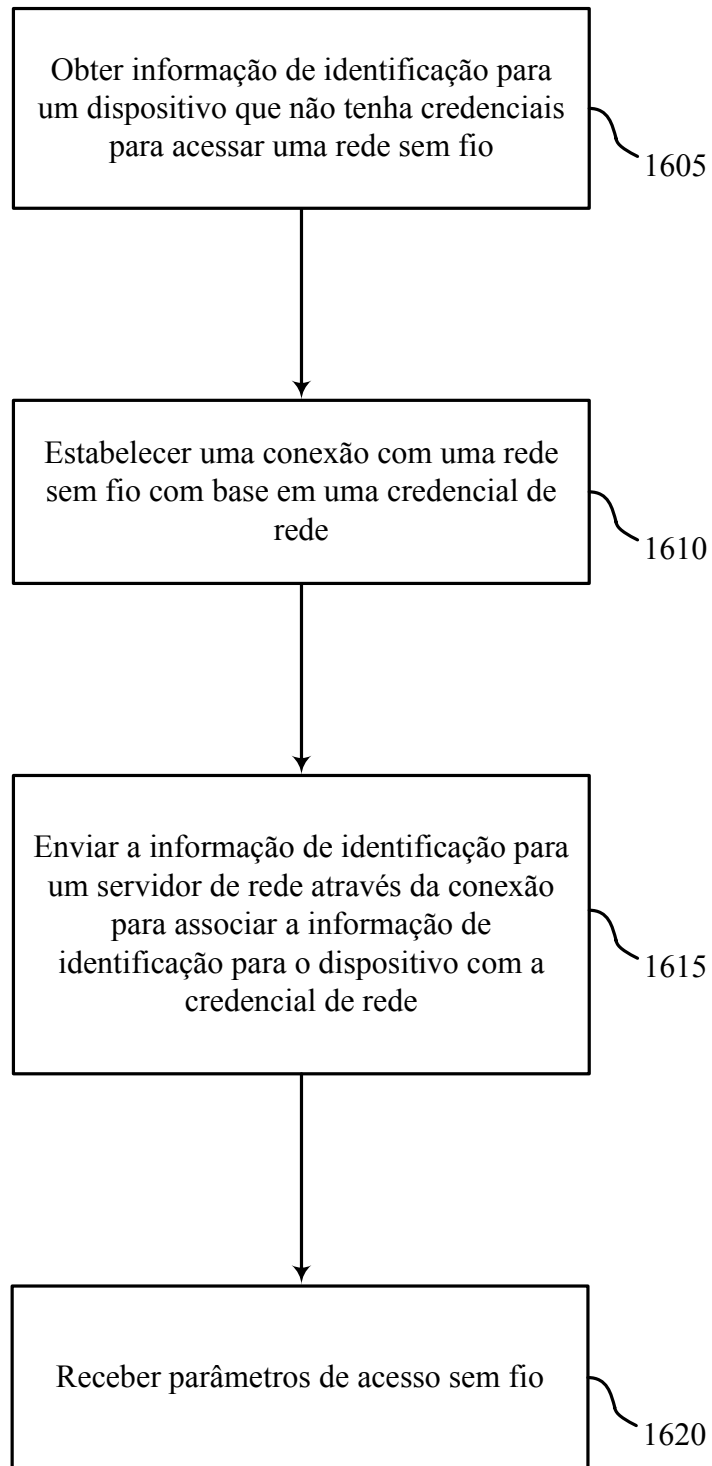 Obter informação de identificação para
um dispositivo que não tenha credenciais
para acessar uma rede sem fio
1605
Estabelecer uma conexão com uma rede
sem fio com base em uma credencial de
rede
1610
Enviar a informação de identificação para
um servidor de rede através da conexão
para associar a informação de
identificação para o dispositivo com a
credencial de rede
1615
Receber parâmetros de acesso sem fio
1620